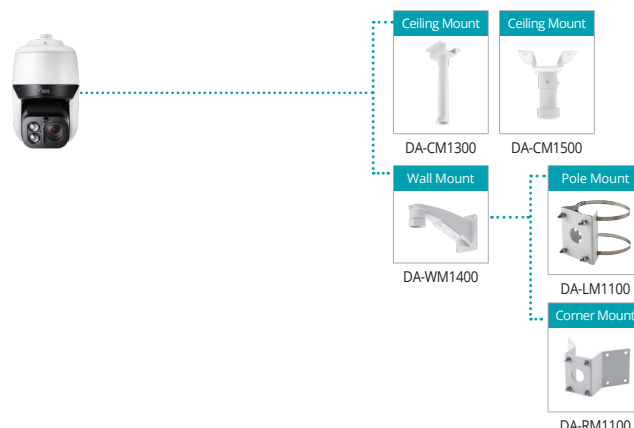 Ceiling Mount
Ceiling Mount
DA-CM1300
DA-CM1500
Wall Mount
Pole Mount
DA-WM1400
DA-LM1100
Corner Mount
DA-RM1100